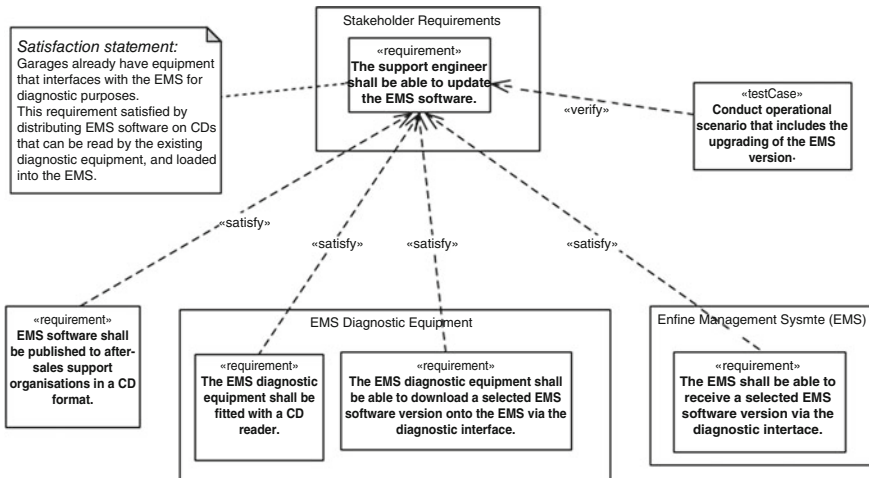 Stakeholder Requirements
Satisfaction statement:
Garages already have equipment
that interfaces with the EMS for
diagnostic purposes.
This requirement satisfied by
distributing EMS software on CDs
that can be read by the existing
diagnostic equipment, and loaded
into the EMS.
«requirement»
The support engineer
shall be able to update
the EMS software.
«testCase»
Conduct operational
scenario that includes the
upgrading of the EMS
version.
«verify»
«satisfy»
«satisfy»
«satisfy»
«satisfy»
«requirement»
EMS software shall
be published to after-
sales support
organisations in a CD
format.
EMS Diagnostic Equipment
«requirement»
The EMS diagnostic
equipment shall be
fitted with a CD
reader.
«requirement»
The EMS diagnostic equipment shall
be able to download a selected EMS
software version onto the EMS via the
diagnostic interface.
Enfine Management Sysmte (EMS)
«requirement»
The EMS shall be able to
receive a selected EMS
software version via the
diagnostic intertace.